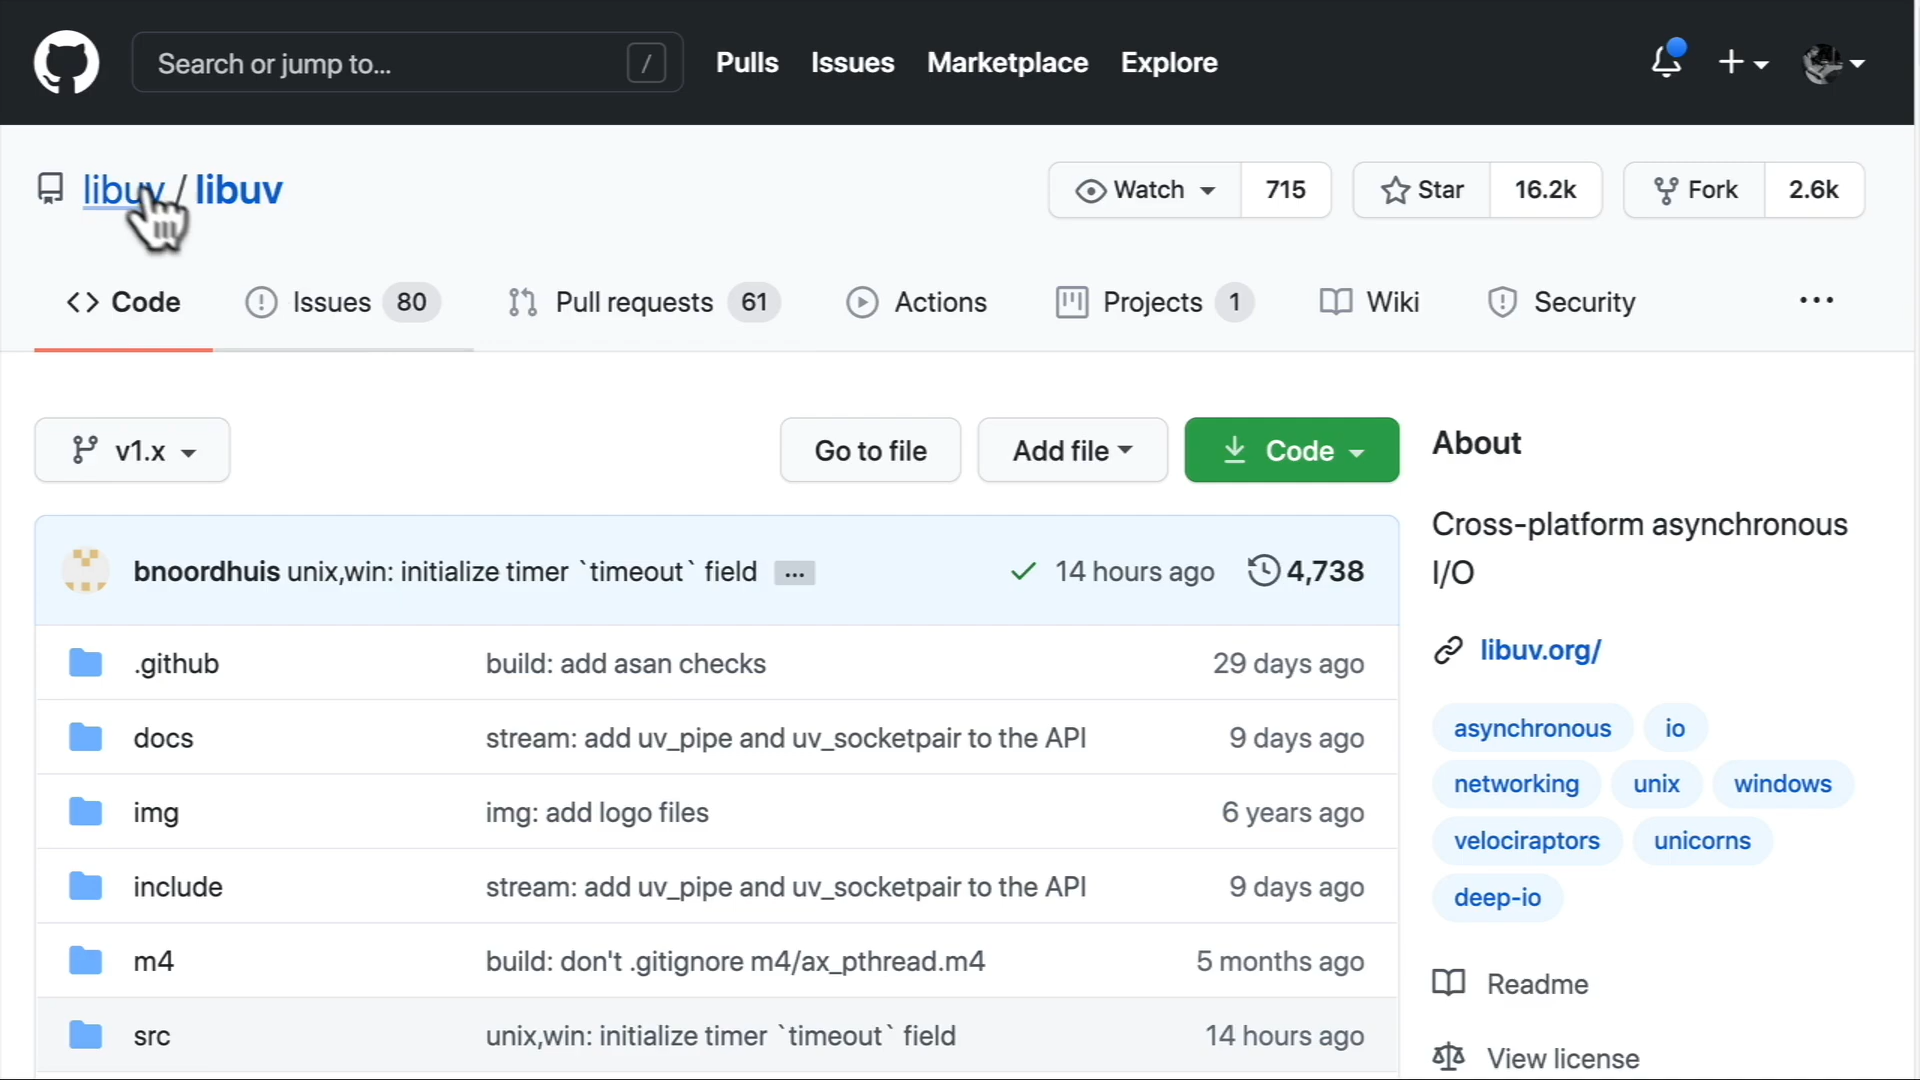 Search or jump to... /
Pulls Issues Marketplace Explore
libuv / libuv
Watch 715 Star 16.2k Fork 2.6k
Code Issues 80 Pull requests 61 Actions Projects 1 Wiki Security ...
v1.x Go to file Add file Code
bnoordhuis unix,win: initialize timer `timeout` field ... 14 hours ago 4,738
.github build: add asan checks 29 days ago
docs stream: add uv_pipe and uv_socketpair to the API 9 days ago
img img: add logo files 6 years ago
include stream: add uv_pipe and uv_socketpair to the API 9 days ago
m4 build: don't .gitignore m4/ax_pthread.m4 5 months ago
src unix,win: initialize timer `timeout` field 14 hours ago
About
Cross-platform asynchronous
I/O
libuv.org/
asynchronous io
networking unix windows
velociraptors unicorns
deep-io
Readme
View license